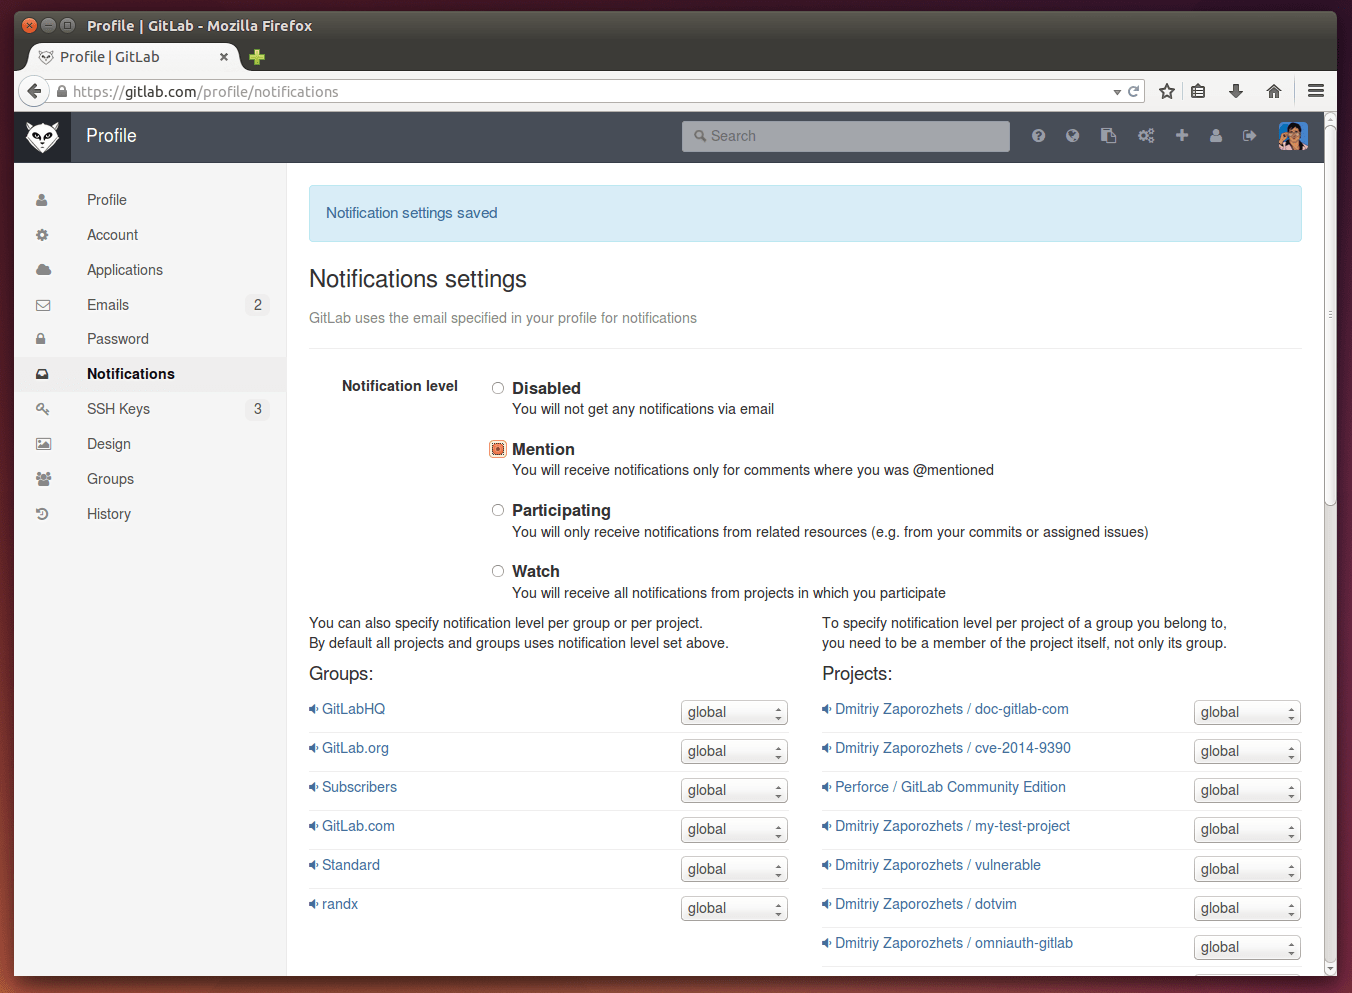 Profile | GitLab - Mozilla Firefox
Profile | GitLab
https://gitlab.com/profile/notifications
Profile
Search
Profile
Account
Applications
Emails 2
Password
Notifications
SSH Keys 3
Design
Groups
History
Notification settings saved
Notifications settings
GitLab uses the email specified in your profile for notifications
Notification level
Disabled
You will not get any notifications via email
Mention
You will receive notifications only for comments where you was @mentioned
Participating
You will only receive notifications from related resources (e.g. from your commits or assigned issues)
Watch
You will receive all notifications from projects in which you participate
You can also specify notification level per group or per project.
By default all projects and groups uses notification level set above.
Groups:
GitLabHQ global
GitLab.org global
Subscribers global
GitLab.com global
Standard global
randx global
To specify notification level per project of a group you belong to,
you need to be a member of the project itself, not only its group.
Projects:
Dmitriy Zaporozhets / doc-gitlab-com global
Dmitriy Zaporozhets / cve-2014-9390 global
Perforce / GitLab Community Edition global
Dmitriy Zaporozhets / my-test-project global
Dmitriy Zaporozhets / vulnerable global
Dmitriy Zaporozhets / dotvim global
Dmitriy Zaporozhets / omniauth-gitlab global